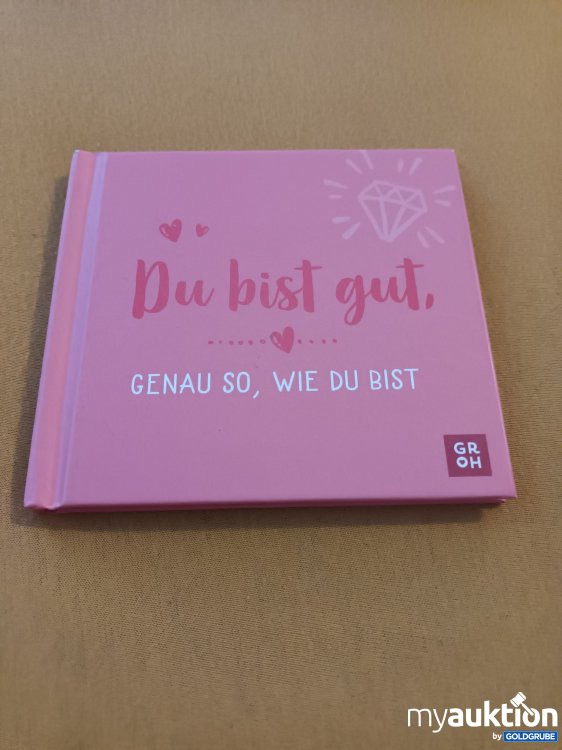 Du bist gut,
GENAU SO, WIE DU BIST
GR
OH
myauktion
by GOLDGRUBE